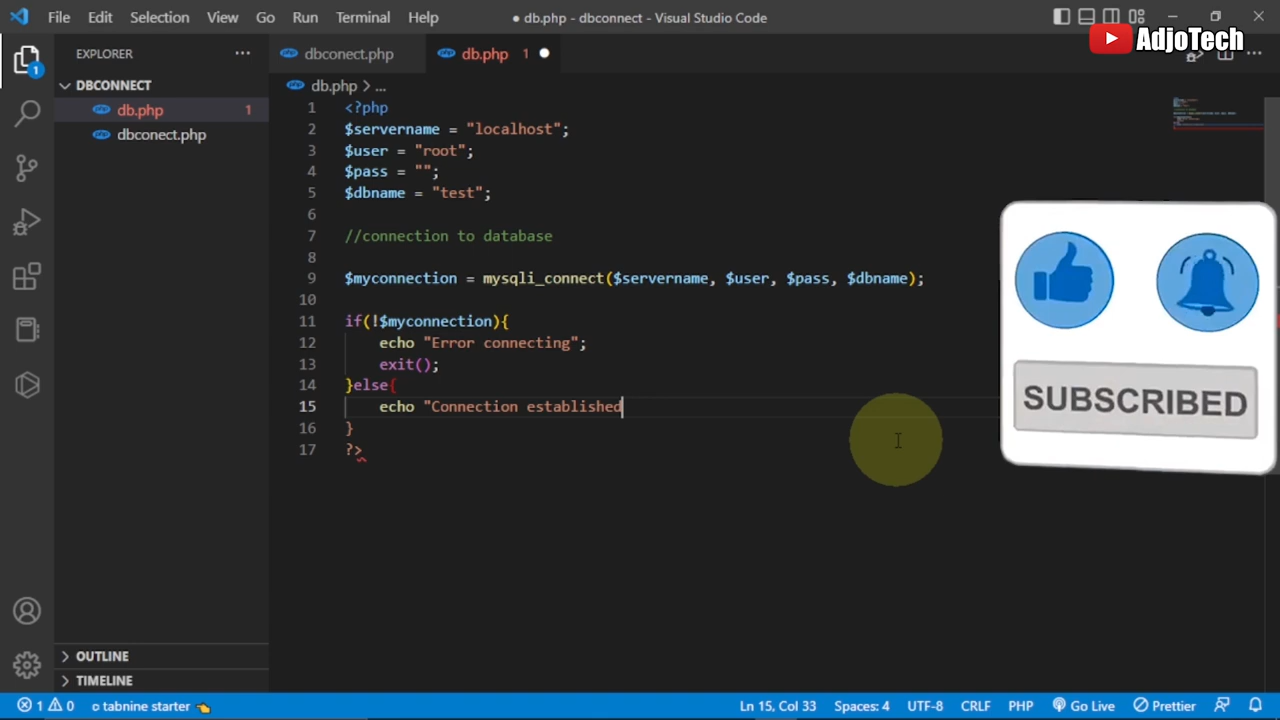 File Edit Selection View Go Run Terminal Help
● db.php - dbconnect - Visual Studio Code
AdjoTech
EXPLORER
dbconect.php
db.php 1
DBCONNECT
db.php 1
dbconect.php
db.php > ...
1 <?php
2 $servername = "localhost";
3 $user = "root";
4 $pass = "";
5 $dbname = "test";
6
7 //connection to database
8
9 $myconnection = mysqli_connect($servername, $user, $pass, $dbname);
10
11 if(!$myconnection){
12 echo "Error connecting";
13 exit();
14 }else{
15 echo "Connection established
16 }
17 ?>
SUBSCRIBED
1
OUTLINE
TIMELINE
1 0 tabnine starter 👈
Ln 15, Col 33 Spaces: 4 UTF-8 CRLF PHP Go Live Prettier